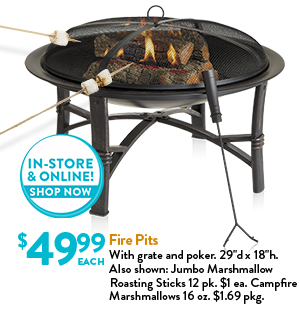 IN-STORE
& ONLINE!
SHOP NOW
$49.99 EACH
Fire Pits
With grate and poker. 29"d x 18"h.
Also shown: Jumbo Marshmallow
Roasting Sticks 12 pk. $1 ea. Campfire
Marshmallows 16 oz. $1.69 pkg.